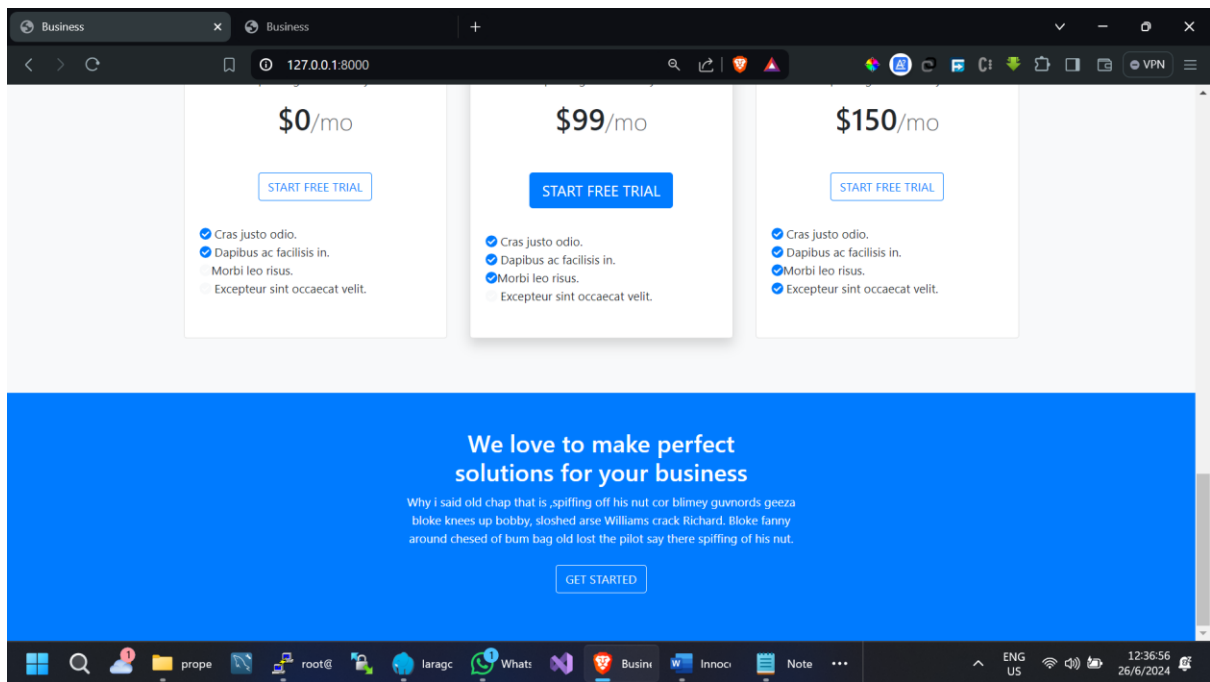 Business
Business
127.0.0.1:8000
VPN
$0/mo
$99/mo
$150/mo
START FREE TRIAL
START FREE TRIAL
START FREE TRIAL
Cras justo odio.
Dapibus ac facilisis in.
Morbi leo risus.
Excepteur sint occaecat velit.
Cras justo odio.
Dapibus ac facilisis in.
Morbi leo risus.
Excepteur sint occaecat velit.
Cras justo odio.
Dapibus ac facilisis in.
Morbi leo risus.
Excepteur sint occaecat velit.
We love to make perfect
solutions for your business
Why i said old chap that is ,spiffing off his nut cor blimey guvnords geeza
bloke knees up bobby, sloshed arse Williams crack Richard. Bloke fanny
around chesed of bum bag old lost the pilot say there spiffing of his nut.
GET STARTED
1
prope
root@
laragc
1
Whats
Busine
Innoc
Note
ENG
US
12:36:56
26/6/2024